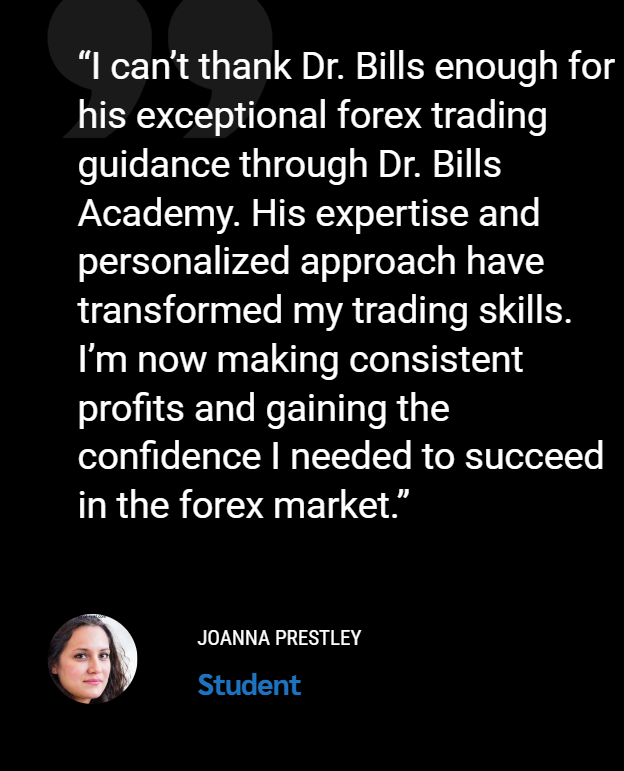 “I can’t thank Dr. Bills enough for
his exceptional forex trading
guidance through Dr. Bills
Academy. His expertise and
personalized approach have
transformed my trading skills.
I’m now making consistent
profits and gaining the
confidence I needed to succeed
in the forex market.”
JOANNA PRESTLEY
Student